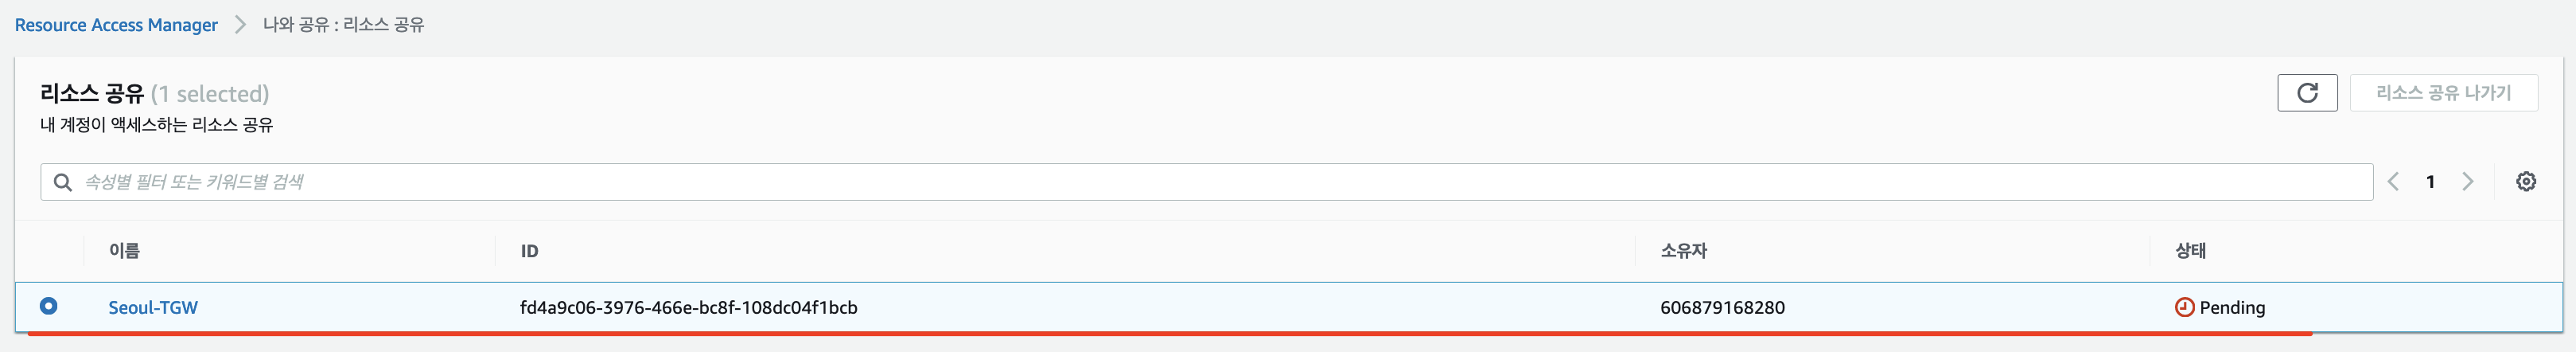 Resource Access Manager > 나와 공유 : 리소스 공유
리소스 공유 (1 selected)
리소스 공유 나가기
내 계정이 액세스하는 리소스 공유
속성별 필터 또는 키워드별 검색
1
이름 ID 소유자 상태
Seoul-TGW fd4a9c06-3976-466e-bc8f-108dc04f1bcb 606879168280 Pending